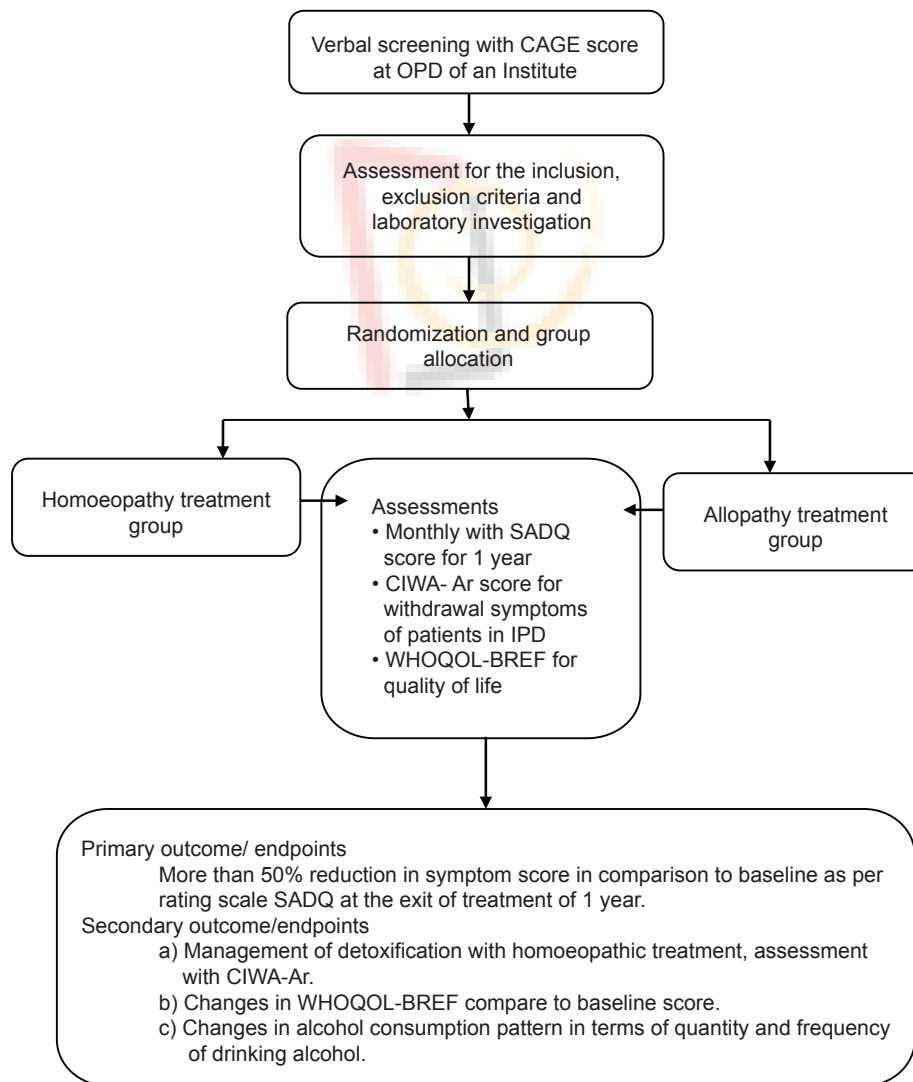 Verbal screening with CAGE score
at OPD of an Institute
Assessment for the inclusion,
exclusion criteria and
laboratory investigation
Randomization and group
allocation
Homoeopathy treatment
group
Assessments
• Monthly with SADQ
score for 1 year
• CIWA- Ar score for
withdrawal symptoms
of patients in IPD
• WHOQOL-BREF for
quality of life
Allopathy treatment
group
Primary outcome/ endpoints
More than 50% reduction in symptom score in comparison to baseline as per
rating scale SADQ at the exit of treatment of 1 year.
Secondary outcome/endpoints
a) Management of detoxification with homoeopathic treatment, assessment
with CIWA-Ar.
b) Changes in WHOQOL-BREF compare to baseline score.
c) Changes in alcohol consumption pattern in terms of quantity and frequency
of drinking alcohol.